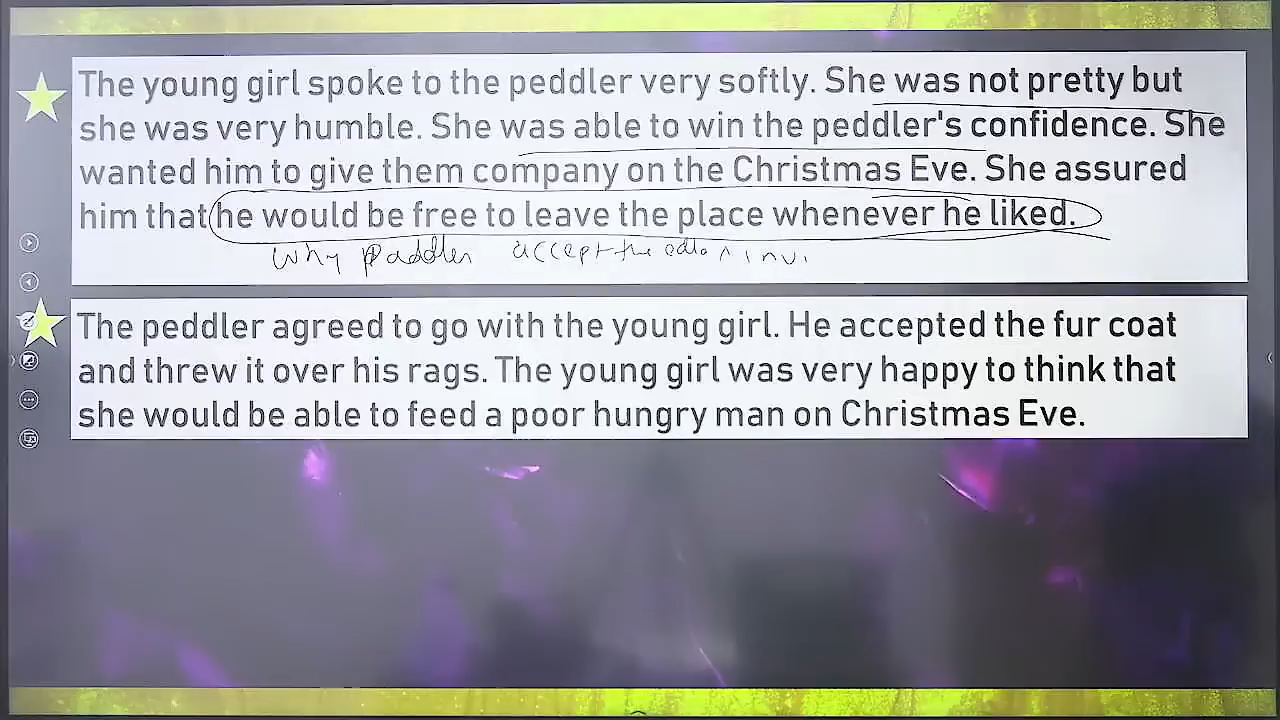 The young girl spoke to the peddler very softly. She was not pretty but
she was very humble. She was able to win the peddler's confidence. She
wanted him to give them company on the Christmas Eve. She assured
him that he would be free to leave the place whenever he liked.
why paddler accept the
The peddler agreed to go with the young girl. He accepted the fur coat
and threw it over his rags. The young girl was very happy to think that
she would be able to feed a poor hungry man on Christmas Eve.